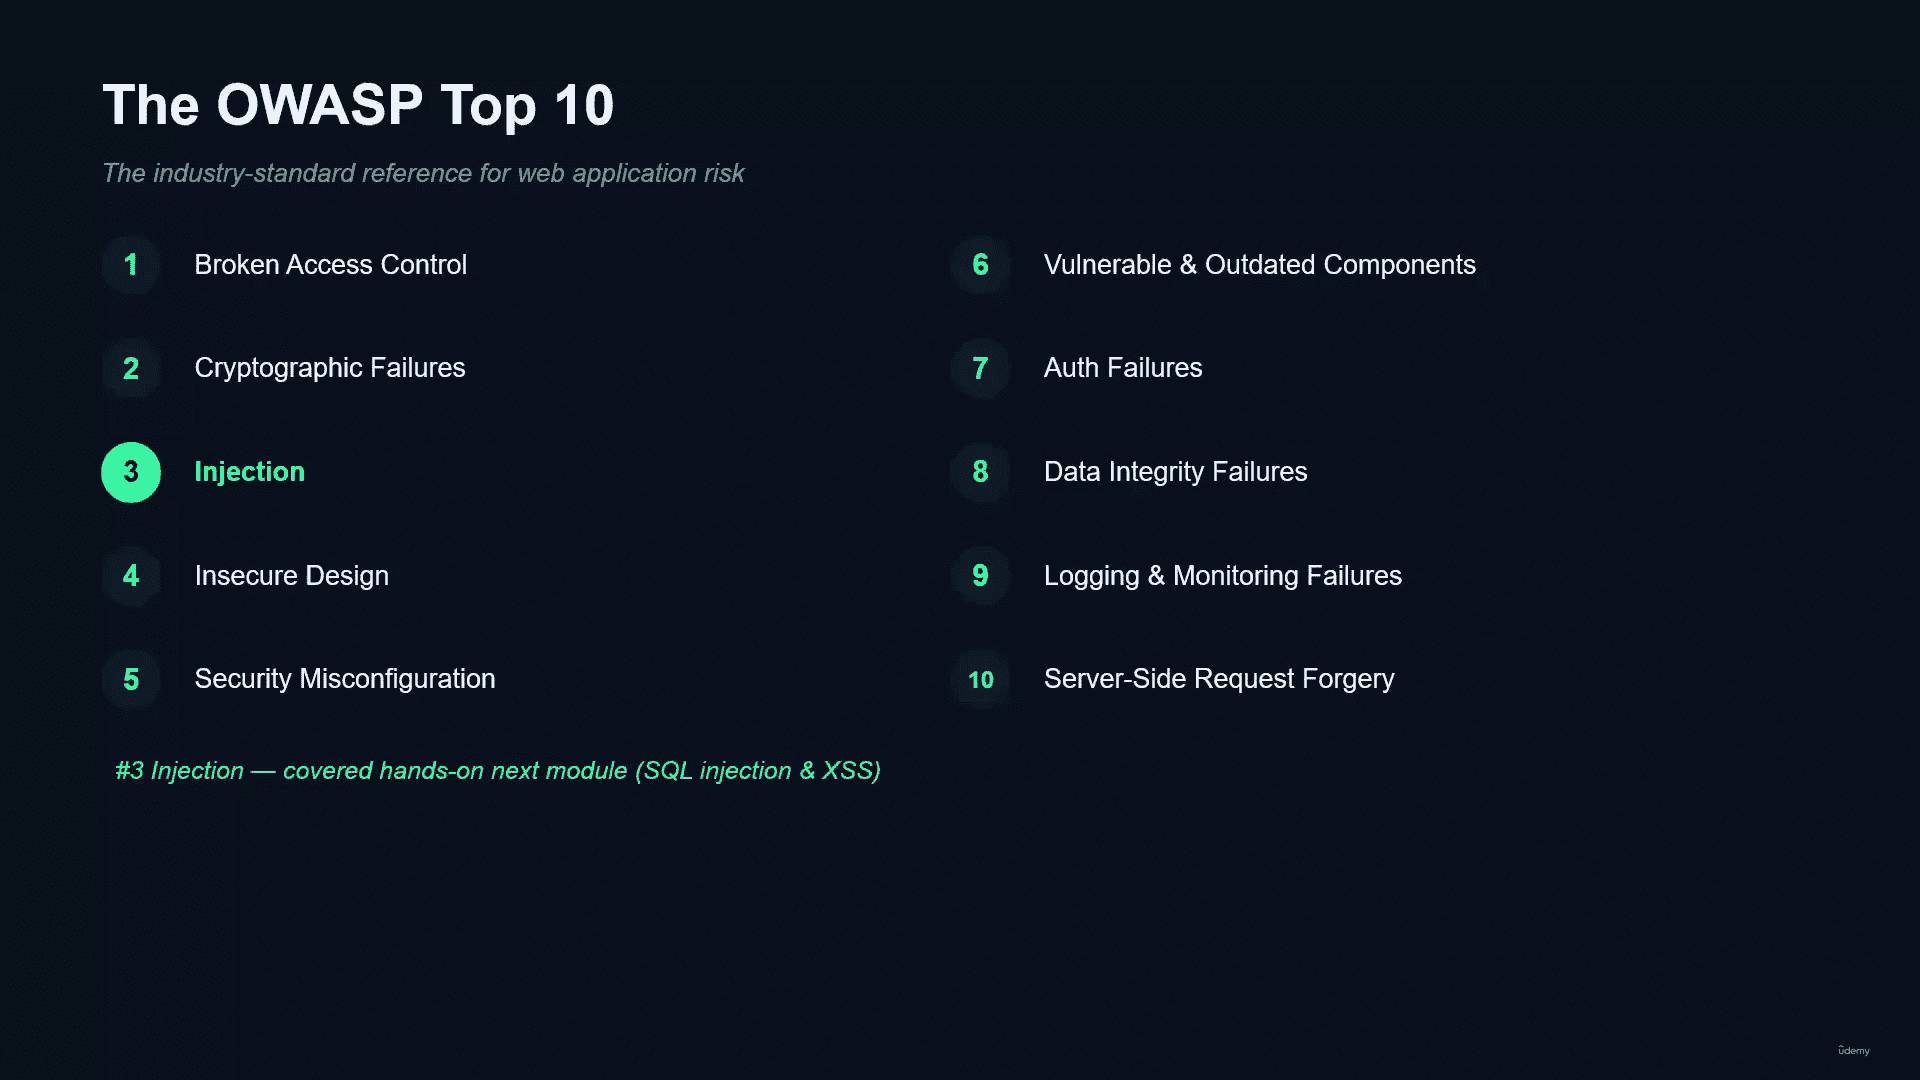 The OWASP Top 10
The industry-standard reference for web application risk
1 Broken Access Control
2 Cryptographic Failures
3 Injection
4 Insecure Design
5 Security Misconfiguration
6 Vulnerable & Outdated Components
7 Auth Failures
8 Data Integrity Failures
9 Logging & Monitoring Failures
10 Server-Side Request Forgery
#3 Injection — covered hands-on next module (SQL injection & XSS)
udemy